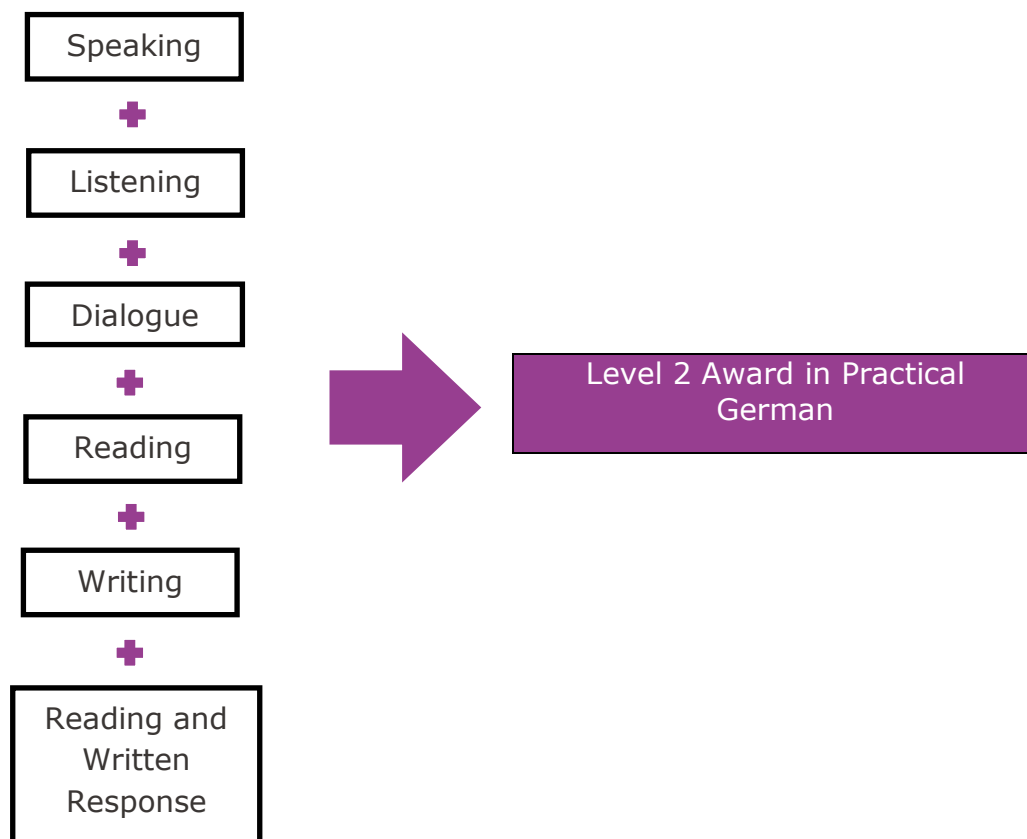 Speaking
Listening
Dialogue
Reading
Writing
Reading and
Written
Response
Level 2 Award in Practical
German